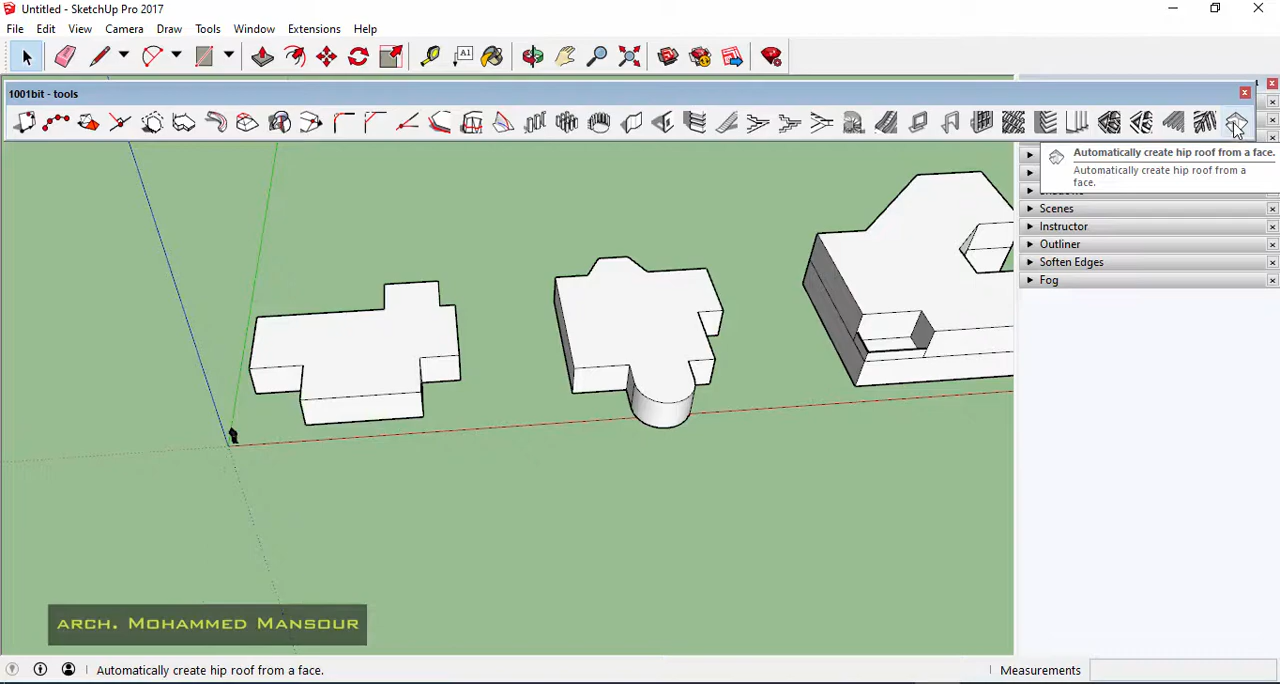 Untitled - SketchUp Pro 2017
File Edit View Camera Draw Tools Window Extensions Help
A1
1001bit - tools
Automatically create hip roof from a face.
Automatically create hip roof from a
face.
Scenes
Instructor
Outliner
Soften Edges
Fog
ARCH. MOHAMMED MANSOUR
Automatically create hip roof from a face.
Measurements